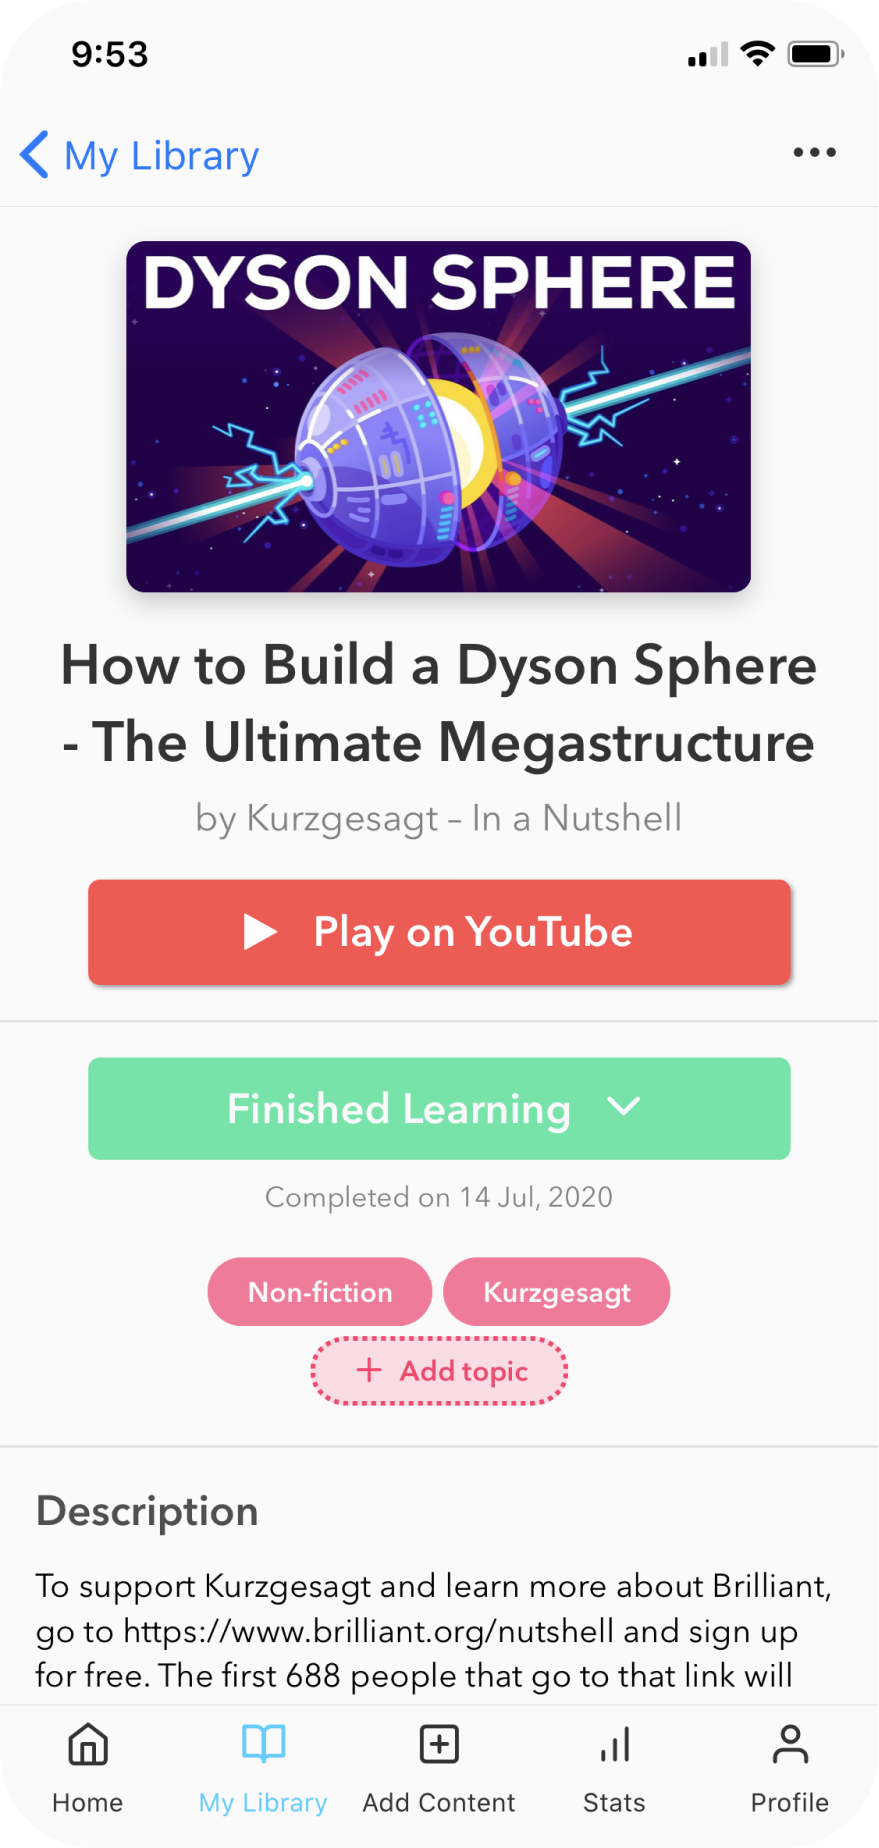 9:53
My Library
DYSON SPHERE
How to Build a Dyson Sphere
- The Ultimate Megastructure
by Kurzgesagt – In a Nutshell
Play on YouTube
Finished Learning
Completed on 14 Jul, 2020
Non-fiction Kurzgesagt
+ Add topic
Description
To support Kurzgesagt and learn more about Brilliant,
go to https://www.brilliant.org/nutshell and sign up
for free. The first 688 people that go to that link will
Home My Library Add Content Stats Profile